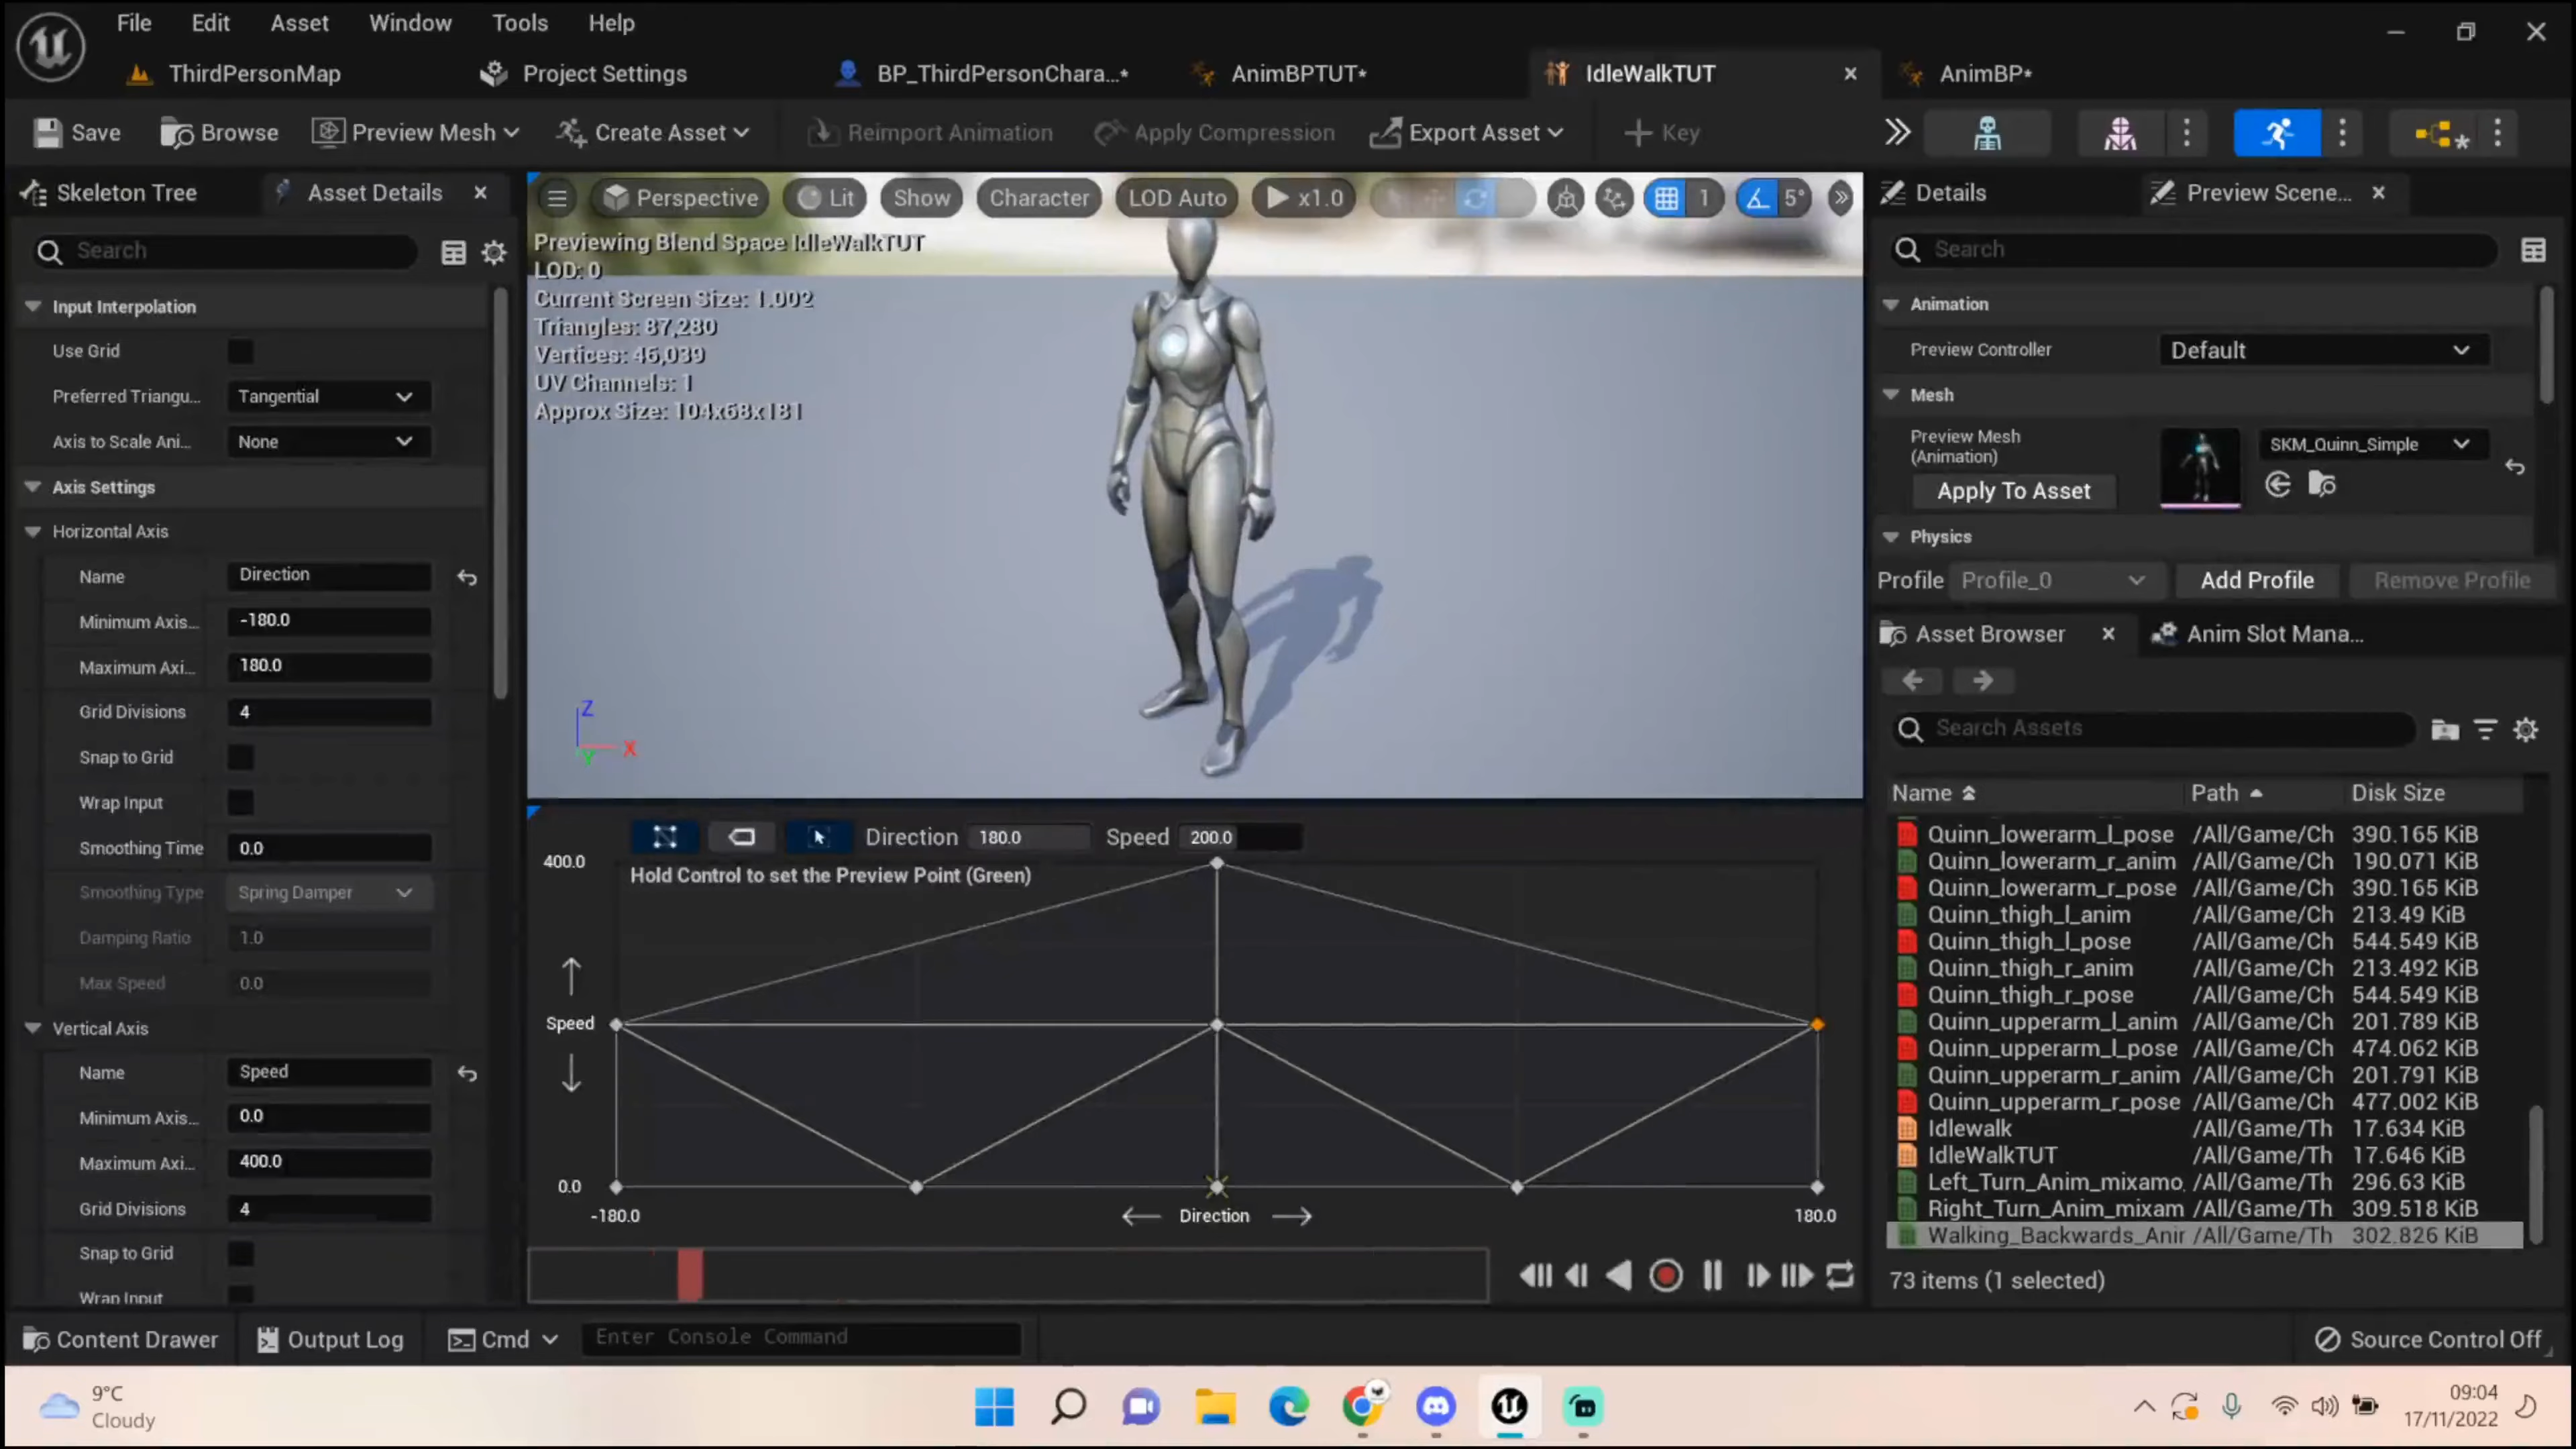 File Edit Asset Window Tools Help
ThirdPersonMap Project Settings BP_ThirdPersonChara...* AnimBPTUT* IdleWalkTUT AnimBP*
Save Browse Preview Mesh Create Asset Reimport Animation Apply Compression Export Asset Key
Skeleton Tree Asset Details
Search
Input Interpolation
Use Grid
Preferred Triangu... Tangential
Axis to Scale Ani... None
Axis Settings
Horizontal Axis
Name Direction
Minimum Axis... -180.0
Maximum Axi... 180.0
Grid Divisions 4
Snap to Grid
Wrap Input
Smoothing Time 0.0
Smoothing Type Spring Damper
Damping Ratio 1.0
Max Speed 0.0
Vertical Axis
Name Speed
Minimum Axis... 0.0
Maximum Axi... 400.0
Grid Divisions 4
Snap to Grid
Wrap Input
Perspective Lit Show Character LOD Auto x1.0 1 5°
Previewing Blend Space IdleWalkTUT
LOD: 0
Current Screen Size: 1.002
Triangles: 87,280
Vertices: 46,039
UV Channels: 1
Approx Size: 104x68x181
Z
X
Y
Direction 180.0 Speed 200.0
400.0
Hold Control to set the Preview Point (Green)
Speed
0.0
-180.0 Direction 180.0
Details Preview Scene...
Search
Animation
Preview Controller Default
Mesh
Preview Mesh
(Animation)
SKM_Quinn_Simple
Apply To Asset
Physics
Profile Profile_0 Add Profile Remove Profile
Asset Browser Anim Slot Mana...
Search Assets
Name Path Disk Size
Quinn_lowerarm_l_pose /All/Game/Ch 390.165 KiB
Quinn_lowerarm_r_anim /All/Game/Ch 190.071 KiB
Quinn_lowerarm_r_pose /All/Game/Ch 390.165 KiB
Quinn_thigh_l_anim /All/Game/Ch 213.49 KiB
Quinn_thigh_l_pose /All/Game/Ch 544.549 KiB
Quinn_thigh_r_anim /All/Game/Ch 213.492 KiB
Quinn_thigh_r_pose /All/Game/Ch 544.549 KiB
Quinn_upperarm_l_anim /All/Game/Ch 201.789 KiB
Quinn_upperarm_l_pose /All/Game/Ch 474.062 KiB
Quinn_upperarm_r_anim /All/Game/Ch 201.791 KiB
Quinn_upperarm_r_pose /All/Game/Ch 477.002 KiB
Idlewalk /All/Game/Th 17.634 KiB
IdleWalkTUT /All/Game/Th 17.646 KiB
Left_Turn_Anim_mixamo /All/Game/Th 296.63 KiB
Right_Turn_Anim_mixam /All/Game/Th 309.518 KiB
Walking_Backwards_Anir /All/Game/Th 302.826 KiB
73 items (1 selected)
Content Drawer Output Log Cmd Enter Console Command Source Control Off
9°C
Cloudy
09:04
17/11/2022